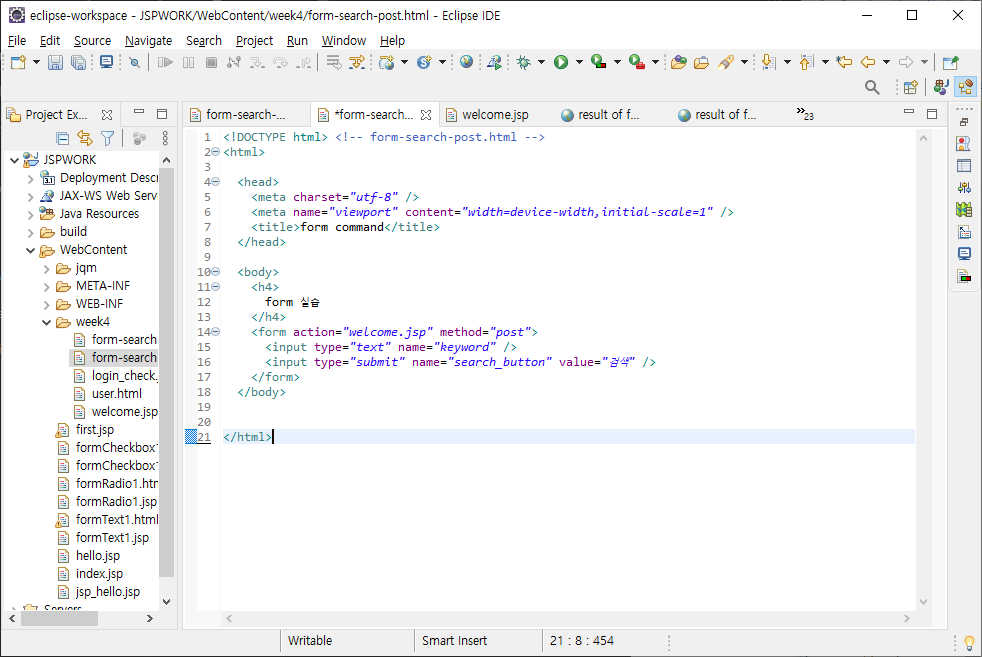 eclipse-workspace - JSPWORK/WebContent/week4/form-search-post.html - Eclipse IDE
File Edit Source Navigate Search Project Run Window Help
Project Ex...
form-search-...
*form-search...
welcome.jsp
result of f...
result of f...
»23
JSPWORK
Deployment Descr
JAX-WS Web Serv
Java Resources
build
WebContent
jqm
META-INF
WEB-INF
week4
form-search
form-search
login_check.
user.html
welcome.jsp
first.jsp
formCheckbox1
formCheckbox1
formRadio1.htm
formRadio1.jsp
formText1.html
formText1.jsp
hello.jsp
index.jsp
jsp_hello.jsp
Servers
1 <!DOCTYPE html> <!-- form-search-post.html -->
2 <html>
3
4 <head>
5 <meta charset="utf-8" />
6 <meta name="viewport" content="width=device-width,initial-scale=1" />
7 <title>form command</title>
8 </head>
9
10 <body>
11 <h4>
12 form 실습
13 </h4>
14 <form action="welcome.jsp" method="post">
15 <input type="text" name="keyword" />
16 <input type="submit" name="search_button" value="검색" />
17 </form>
18 </body>
19
20
21 </html>
Writable Smart Insert 21 : 8 : 454